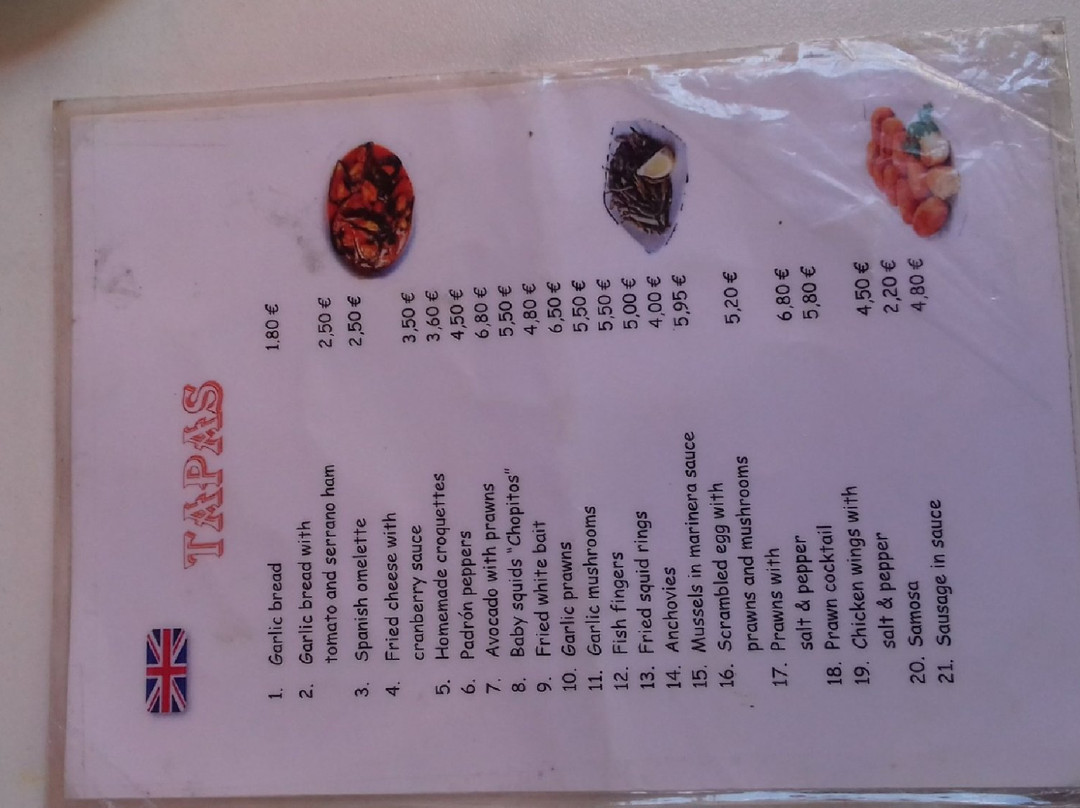 TAPAS
1. Garlic bread 1,80 €
2. Garlic bread with
tomato and serrano ham 2,50 €
3. Spanish omelette 2,50 €
4. Fried cheese with
cranberry sauce 3,50 €
5. Homemade croquettes 3,60 €
6. Padrón peppers 4,50 €
7. Avocado with prawns 6,80 €
8. Baby squids "Chopitos" 5,50 €
9. Fried white bait 4,80 €
10. Garlic prawns 6,50 €
11. Garlic mushrooms 5,50 €
12. Fish fingers 5,50 €
13. Fried squid rings 5,00 €
14. Anchovies 4,00 €
15. Mussels in marinera sauce 5,95 €
16. Scrambled egg with
prawns and mushrooms 5,20 €
17. Prawns with
salt & pepper 6,80 €
18. Prawn cocktail 5,80 €
19. Chicken wings with
salt & pepper 4,50 €
20. Samosa 2,20 €
21. Sausage in sauce 4,80 €